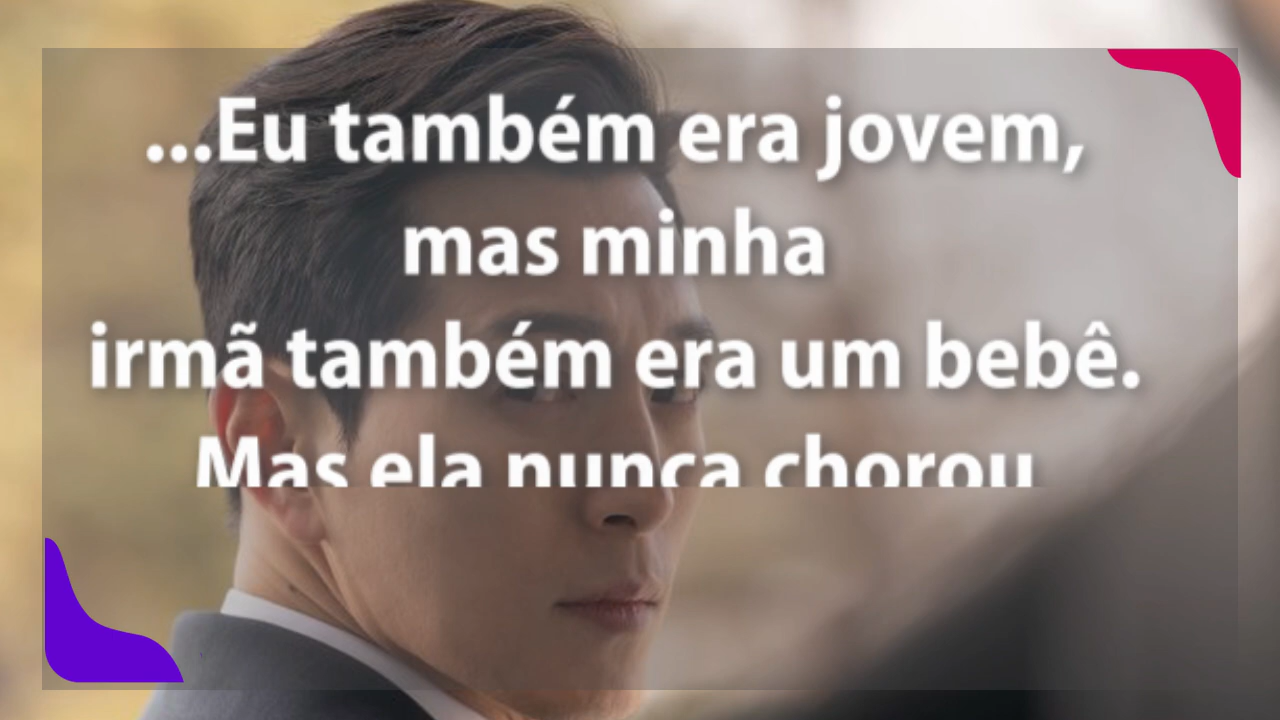 ...Eu também era jovem,
mas minha
irmã também era um bebê.
Mas ela nunca chorou